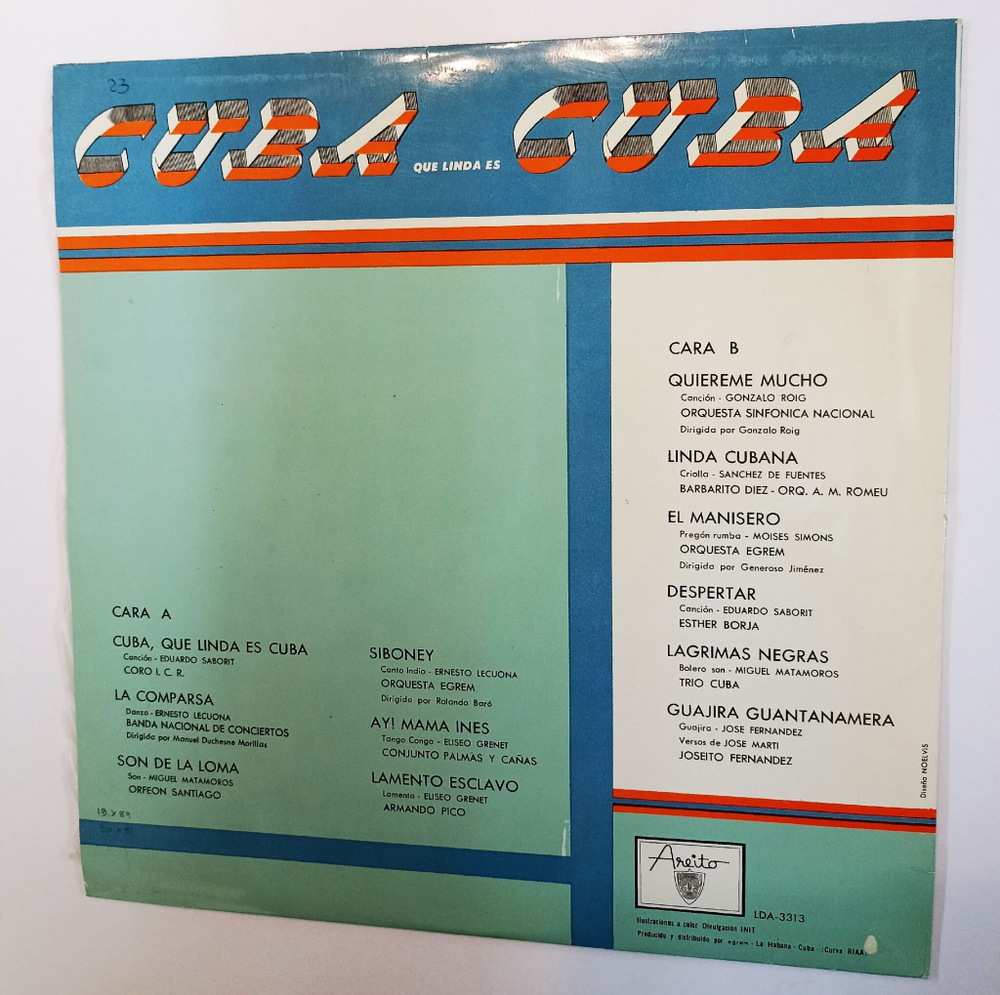 23
CUBA QUE LINDA ES CUBA
CARA A
CUBA, QUE LINDA ES CUBA
Canción - EDUARDO SABORIT
CORO I. C. R.
LA COMPARSA
Danza - ERNESTO LECUONA
BANDA NACIONAL DE CONCIERTOS
Dirigida por Manuel Duchesne Morillas
SON DE LA LOMA
Son - MIGUEL MATAMOROS
ORFEON SANTIAGO
SIBONEY
Canto Indio - ERNESTO LECUONA
ORQUESTA EGREM
Dirigida por Rolando Baró
AY! MAMA INES
Tango Congo - ELISEO GRENET
CONJUNTO PALMAS Y CAÑAS
LAMENTO ESCLAVO
Lamento - ELISEO GRENET
ARMANDO PICO
CARA B
QUIEREME MUCHO
Canción - GONZALO ROIG
ORQUESTA SINFONICA NACIONAL
Dirigida por Gonzalo Roig
LINDA CUBANA
Criolla - SANCHEZ DE FUENTES
BARBARITO DIEZ - ORQ. A. M. ROMEU
EL MANISERO
Pregón rumba - MOISES SIMONS
ORQUESTA EGREM
Dirigida por Generoso Jiménez
DESPERTAR
Canción - EDUARDO SABORIT
ESTHER BORJA
LAGRIMAS NEGRAS
Bolero son - MIGUEL MATAMOROS
TRIO CUBA
GUAJIRA GUANTANAMERA
Guajira - JOSE FERNANDEZ
Versos de JOSE MARTI
JOSEITO FERNANDEZ
Diseño NOELVIS
Areito
LDA-3313
Ilustraciones a color Divulgación INIT
Producido y distribuido por egrem - La Habana - Cuba - (Curva RIAA)